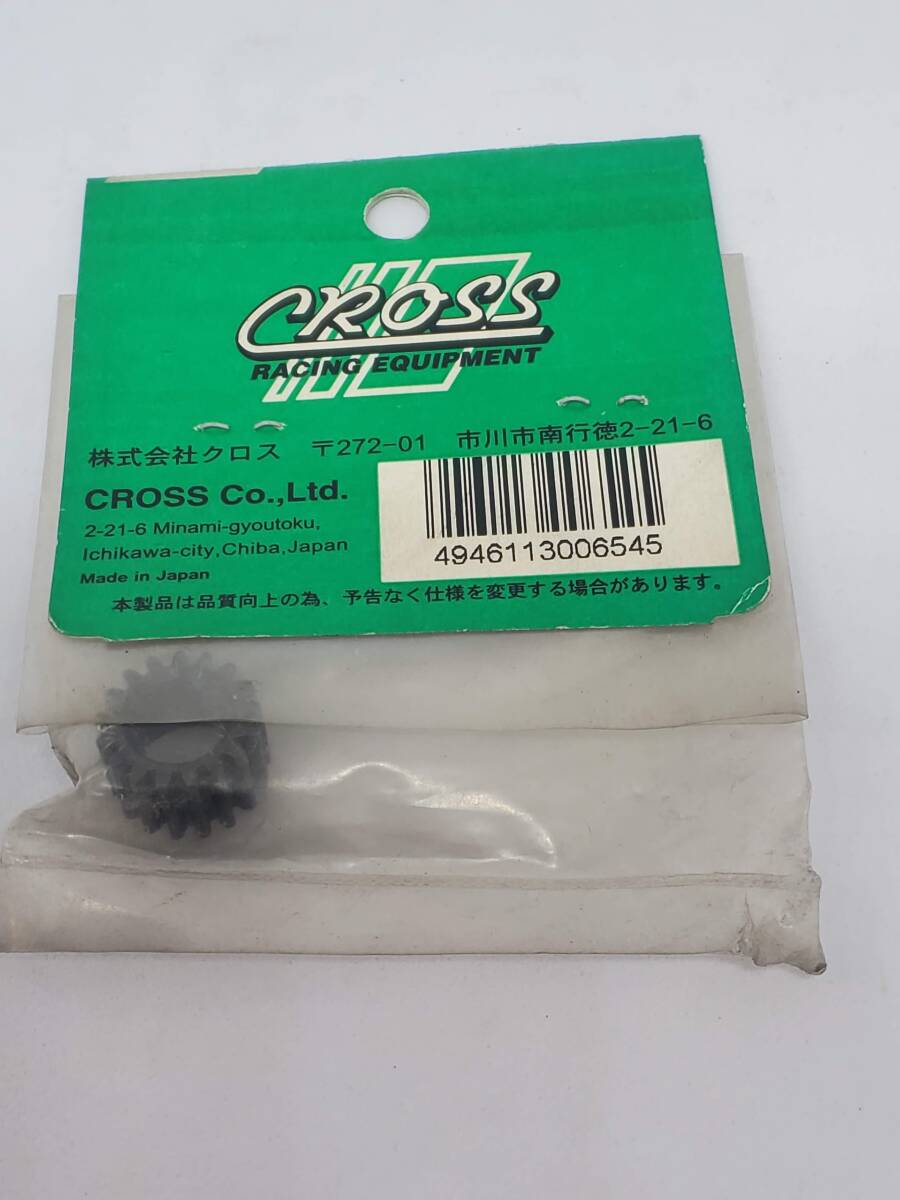 CROSS
RACING EQUIPMENT
株式会社クロス 〒272-01 市川市南行徳2-21-6
CROSS Co.,Ltd.
2-21-6 Minami-gyoutoku,
Ichikawa-city,Chiba,Japan
Made in Japan
4946113006545
本製品は品質向上の為、予告なく仕様を変更する場合があります。